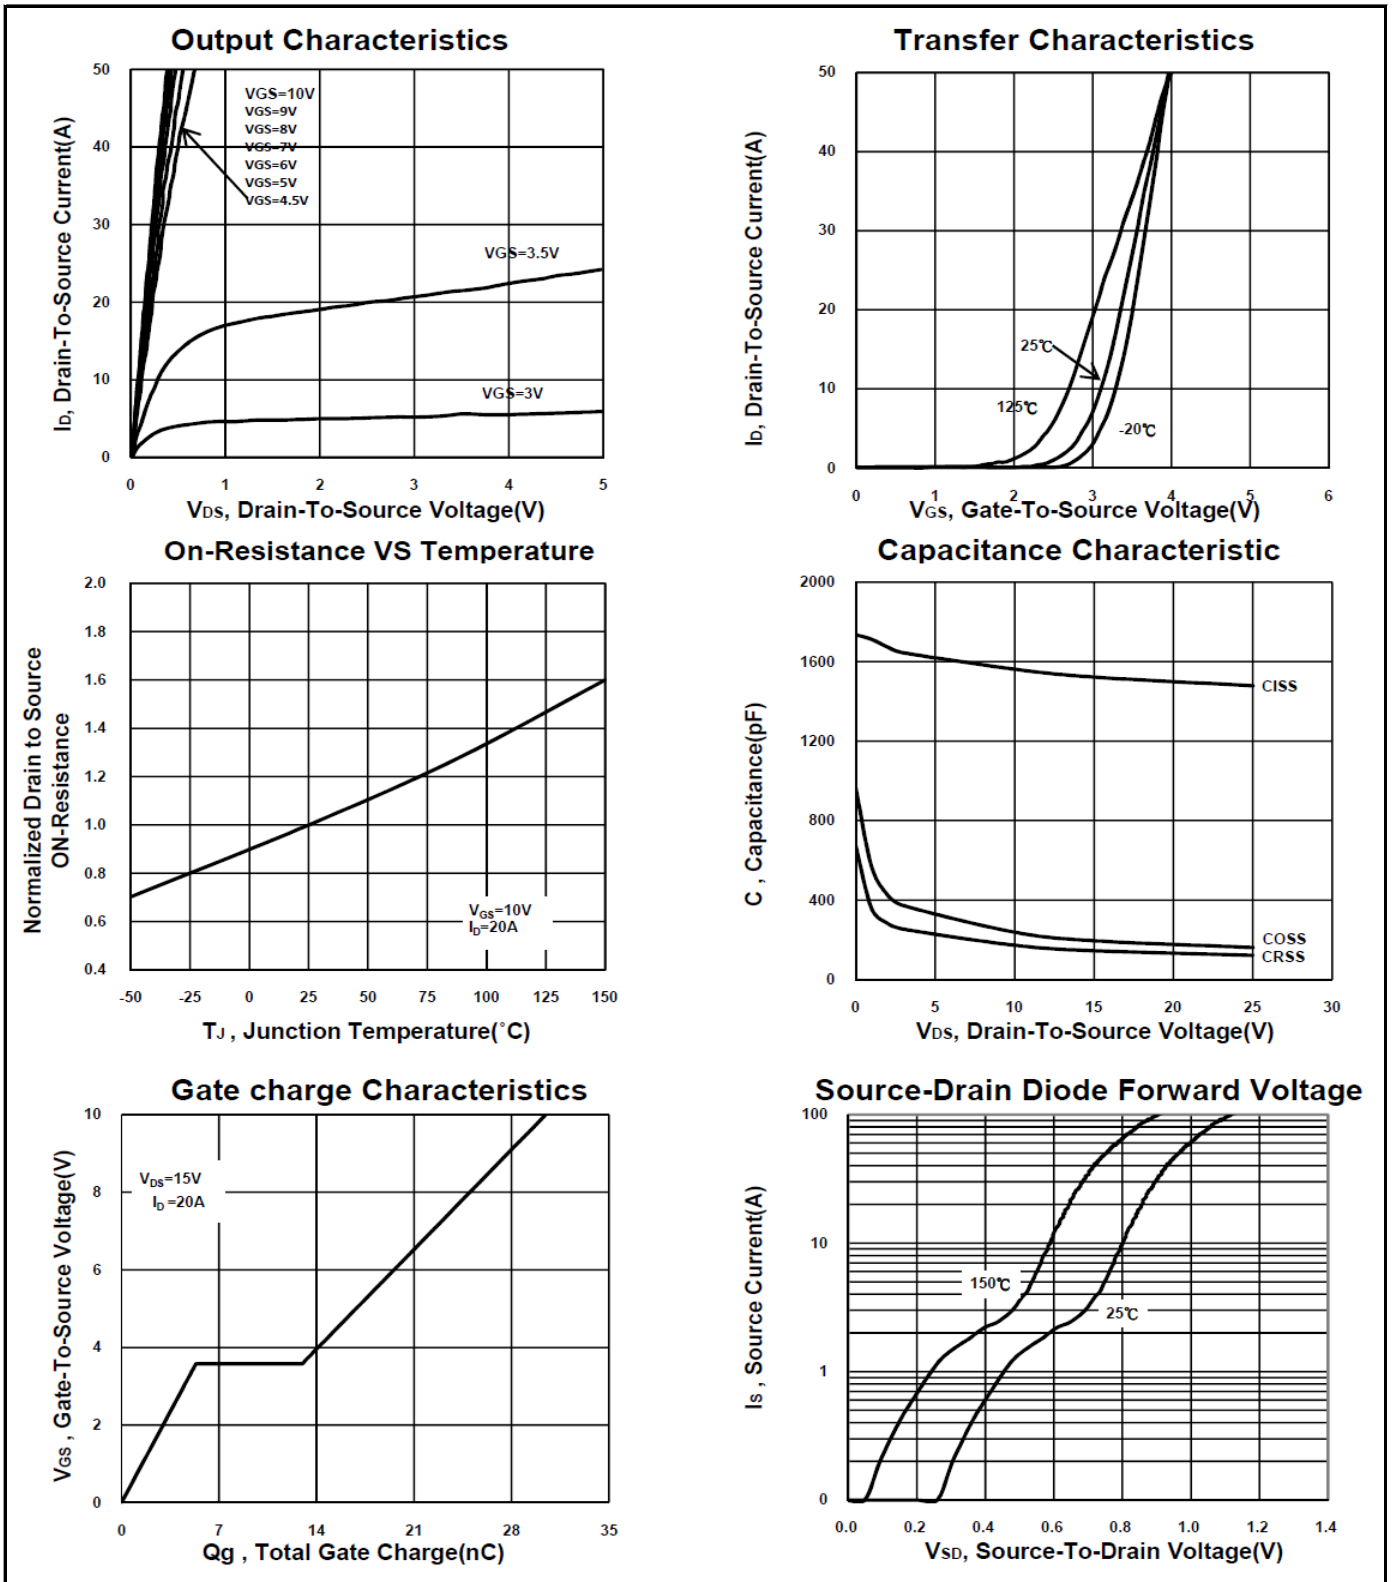 Output Characteristics
ID, Drain-To-Source Current(A)
50
40
30
20
10
0
VGS=10V
VGS=9V
VGS=8V
VGS=7V
VGS=6V
VGS=5V
VGS=4.5V
VGS=3.5V
VGS=3V
0 1 2 3 4 5
VDS, Drain-To-Source Voltage(V)
Transfer Characteristics
ID, Drain-To-Source Current(A)
50
40
30
20
10
0
25℃
125℃
-20℃
0 1 2 3 4 5 6
VGS, Gate-To-Source Voltage(V)
On-Resistance VS Temperature
Normalized Drain to Source
ON-Resistance
2.0
1.8
1.6
1.4
1.2
1.0
0.8
0.6
0.4
VGS=10V
ID=20A
-50 -25 0 25 50 75 100 125 150
TJ , Junction Temperature(˚C)
Capacitance Characteristic
C , Capacitance(pF)
2000
1600
1200
800
400
0
CISS
COSS
CRSS
0 5 10 15 20 25 30
VDS, Drain-To-Source Voltage(V)
Gate charge Characteristics
VGS , Gate-To-Source Voltage(V)
10
8
6
4
2
0
VDS=15V
ID =20A
0 7 14 21 28 35
Qg , Total Gate Charge(nC)
Source-Drain Diode Forward Voltage
IS , Source Current(A)
100
10
1
0
150℃
25℃
0.0 0.2 0.4 0.6 0.8 1.0 1.2 1.4
VSD, Source-To-Drain Voltage(V)